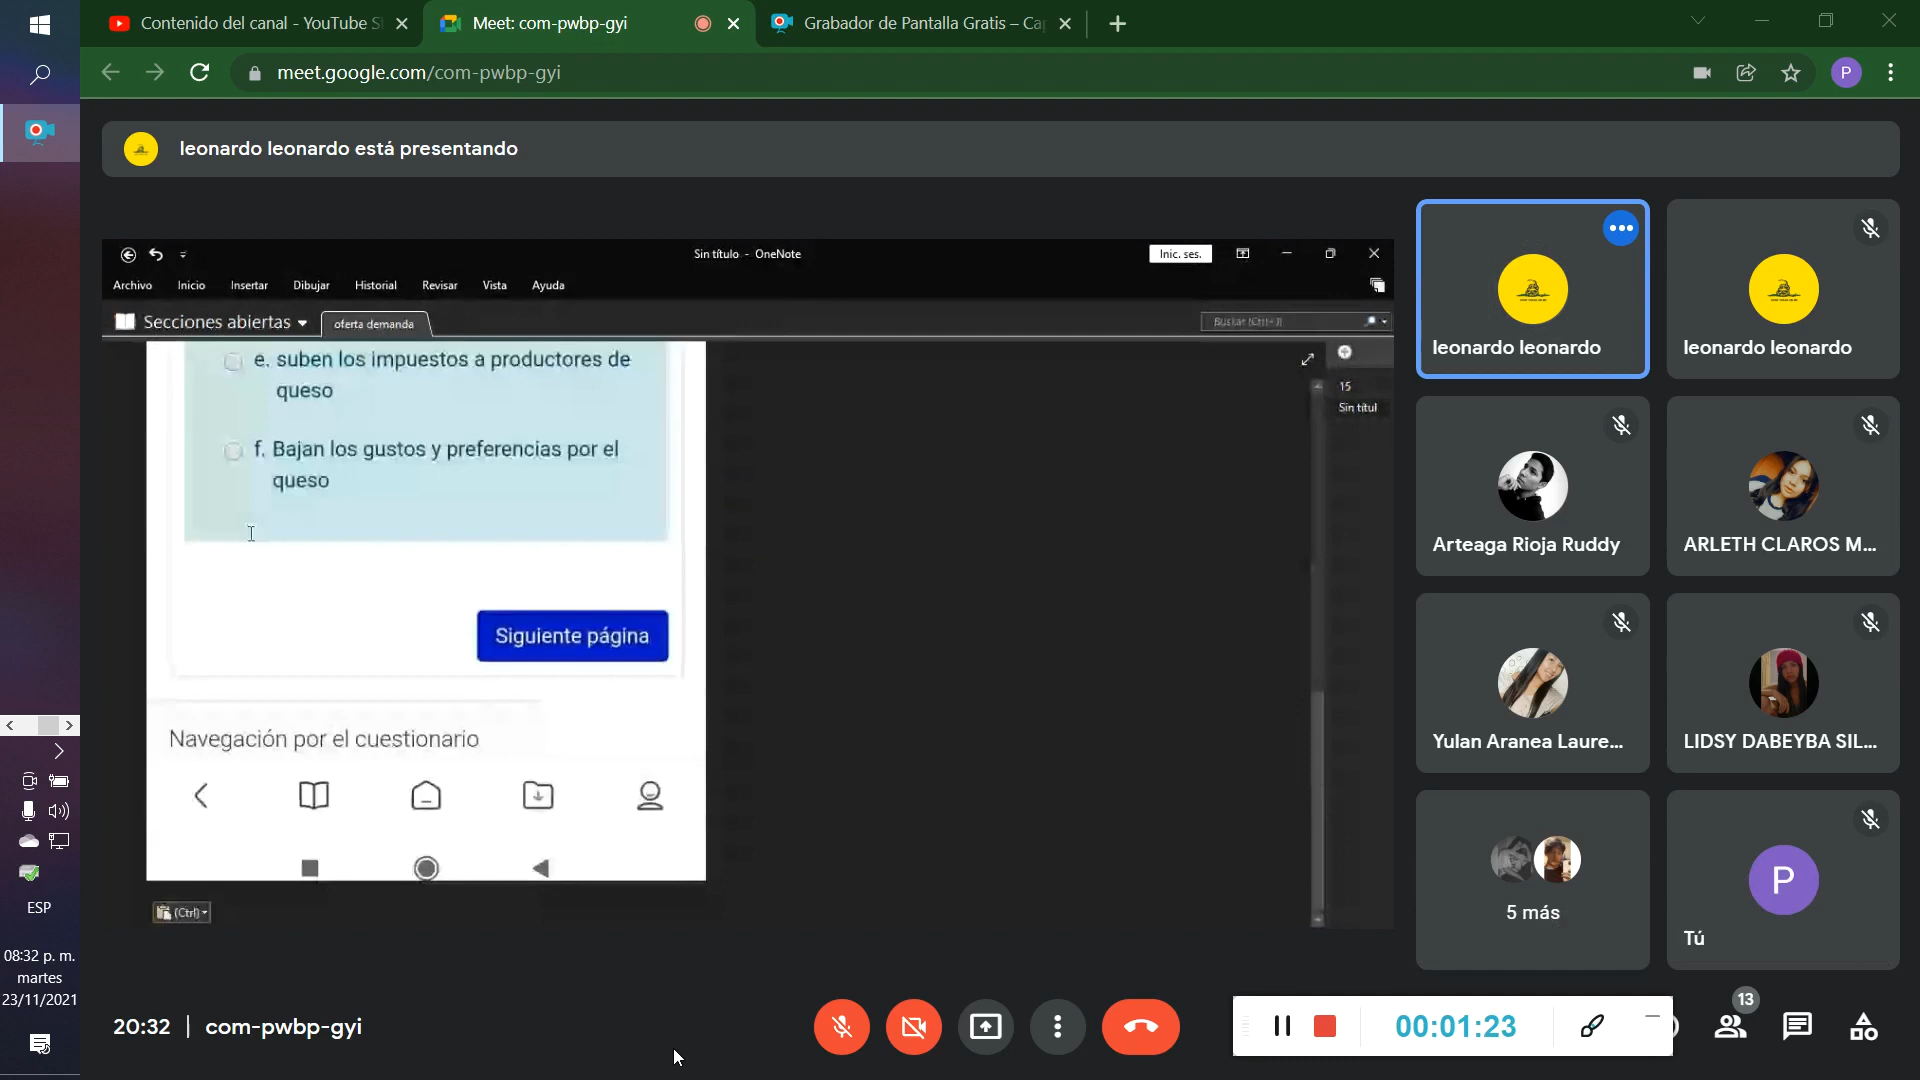 Contenido del canal - YouTube S
Meet: com-pwbp-gyi
Grabador de Pantalla Gratis – Ca
meet.google.com/com-pwbp-gyi
P
leonardo leonardo está presentando
Sin título - OneNote
Inic. ses.
Archivo Inicio Insertar Dibujar Historial Revisar Vista Ayuda
Secciones abiertas
oferta demanda
Buscar (Ctrl+)
e. suben los impuestos a productores de
queso
f. Bajan los gustos y preferencias por el
queso
Siguiente página
Navegación por el cuestionario
(Ctrl)
15
Sin títul
leonardo leonardo
leonardo leonardo
Arteaga Rioja Ruddy
ARLETH CLAROS M...
Yulan Aranea Laure...
LIDSY DABEYBA SIL...
5 más
P
Tú
ESP
08:32 p. m.
martes
23/11/2021
20:32 | com-pwbp-gyi
00:01:23
13